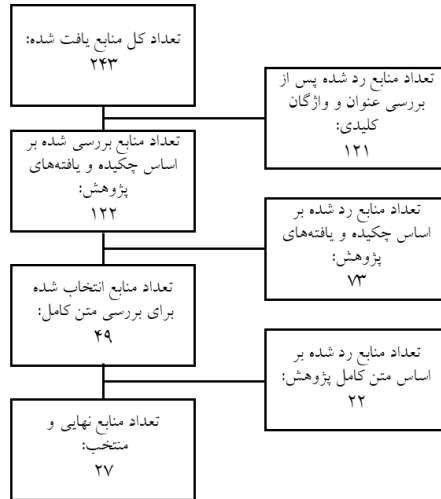 تعداد کل منابع یافت شده:
۲۴۳
تعداد منابع رد شده پس از
بررسی عنوان و واژگان
کلیدی:
۱۲۱
تعداد منابع بررسی شده بر
اساس چکیده و یافته‌های
پژوهش:
۱۲۲
تعداد منابع رد شده بر
اساس چکیده و یافته‌های
پژوهش:
۷۳
تعداد منابع انتخاب شده
برای بررسی متن کامل:
۴۹
تعداد منابع رد شده بر
اساس متن کامل پژوهش:
۲۲
تعداد منابع نهایی و
منتخب:
۲۷